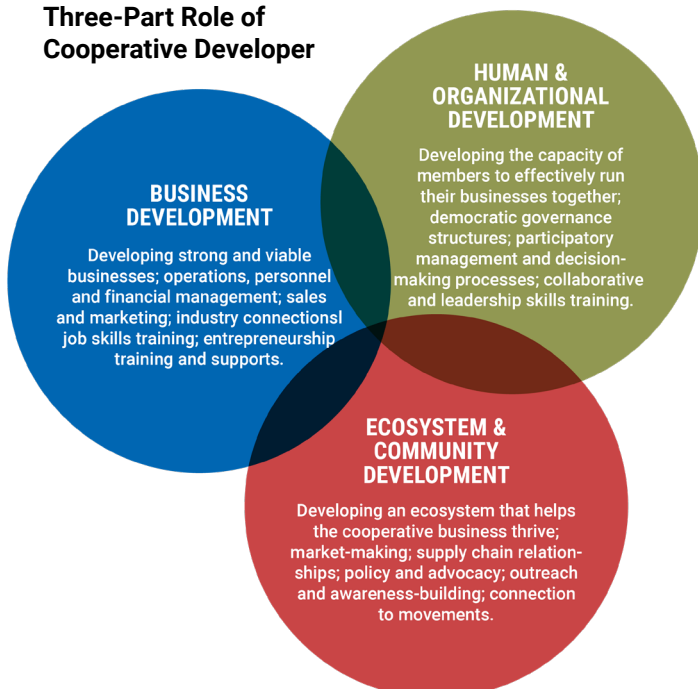 Three-Part Role of
Cooperative Developer
BUSINESS
DEVELOPMENT
Developing strong and viable
businesses; operations, personnel
and financial management; sales
and marketing; industry connectionsl
job skills training; entrepreneurship
training and supports.
HUMAN &
ORGANIZATIONAL
DEVELOPMENT
Developing the capacity of
members to effectively run
their businesses together;
democratic governance
structures; participatory
management and decision-
making processes; collaborative
and leadership skills training.
ECOSYSTEM &
COMMUNITY
DEVELOPMENT
Developing an ecosystem that helps
the cooperative business thrive;
market-making; supply chain relation-
ships; policy and advocacy; outreach
and awareness-building; connection
to movements.